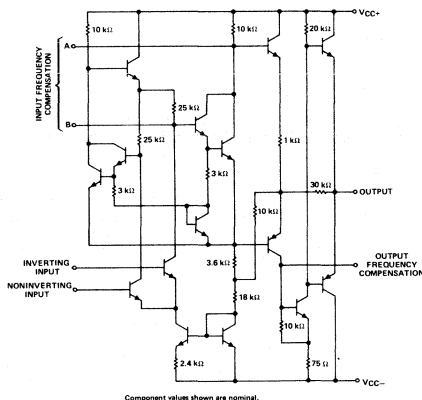 10 kΩ
10 kΩ
20 kΩ
VCC+
A
INPUT FREQUENCY
COMPENSATION
25 kΩ
B
25 kΩ
1 kΩ
3 kΩ
3 kΩ
30 kΩ
OUTPUT
10 kΩ
3.6 kΩ
INVERTING
INPUT
OUTPUT
FREQUENCY
COMPENSATION
NONINVERTING
INPUT
18 kΩ
10 kΩ
2.4 kΩ
75 Ω
VCC−
Component values shown are nominal.